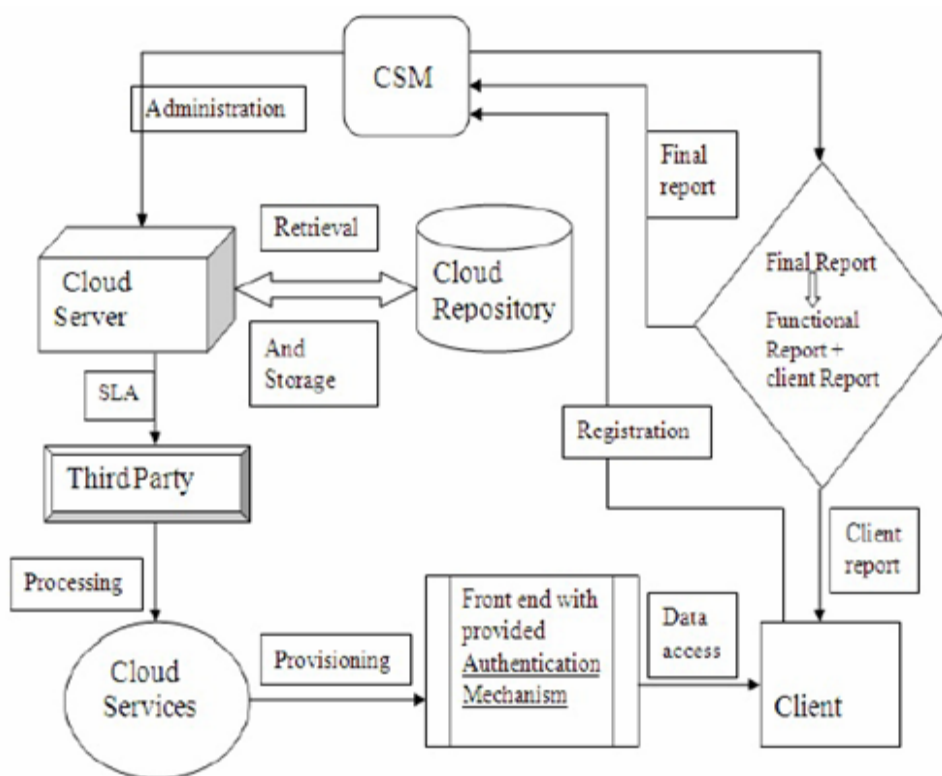 CSM
Administration
Final
report
Retrieval
Cloud
Server
Cloud
Repository
Final Report
Functional
Report +
client Report
And
Storage
SLA
Registration
Third Party
Client
report
Processing
Front end with
provided
Authentication
Mechanism
Data
access
Provisioning
Cloud
Services
Client